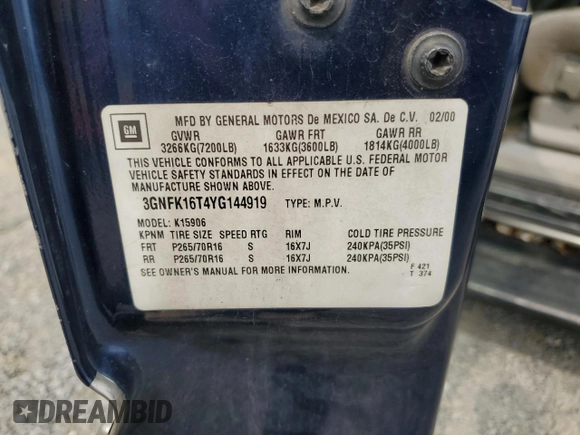 GM
MFD BY GENERAL MOTORS De MEXICO SA. De C.V. 02/00
GVWR GAWR FRT GAWR RR
3266KG(7200LB) 1633KG(3600LB) 1814KG(4000LB)
THIS VEHICLE CONFORMS TO ALL APPLICABLE U.S. FEDERAL MOTOR
VEHICLE SAFETY STANDARDS IN EFFECT ON THE DATE OF
MANUFACTURE SHOWN ABOVE.
3GNFK16T4YG144919 TYPE: M.P.V.
MODEL: K15906
KPNM TIRE SIZE SPEED RTG RIM COLD TIRE PRESSURE
FRT P265/70R16 S 16X7J 240KPA(35PSI)
RR P265/70R16 S 16X7J 240KPA(35PSI)
SEE OWNER'S MANUAL FOR MORE INFORMATION.
F 421
T 374
DREAMBID